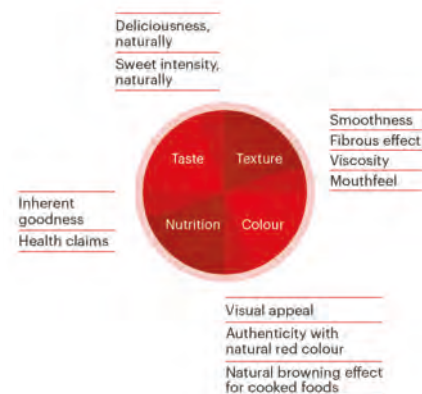 Deliciousness,
naturally
Sweet intensity,
naturally
Smoothness
Fibrous effect
Viscosity
Mouthfeel
Taste
Texture
Nutrition
Colour
Inherent
goodness
Health claims
Visual appeal
Authenticity with
natural red colour
Natural browning effect
for cooked foods